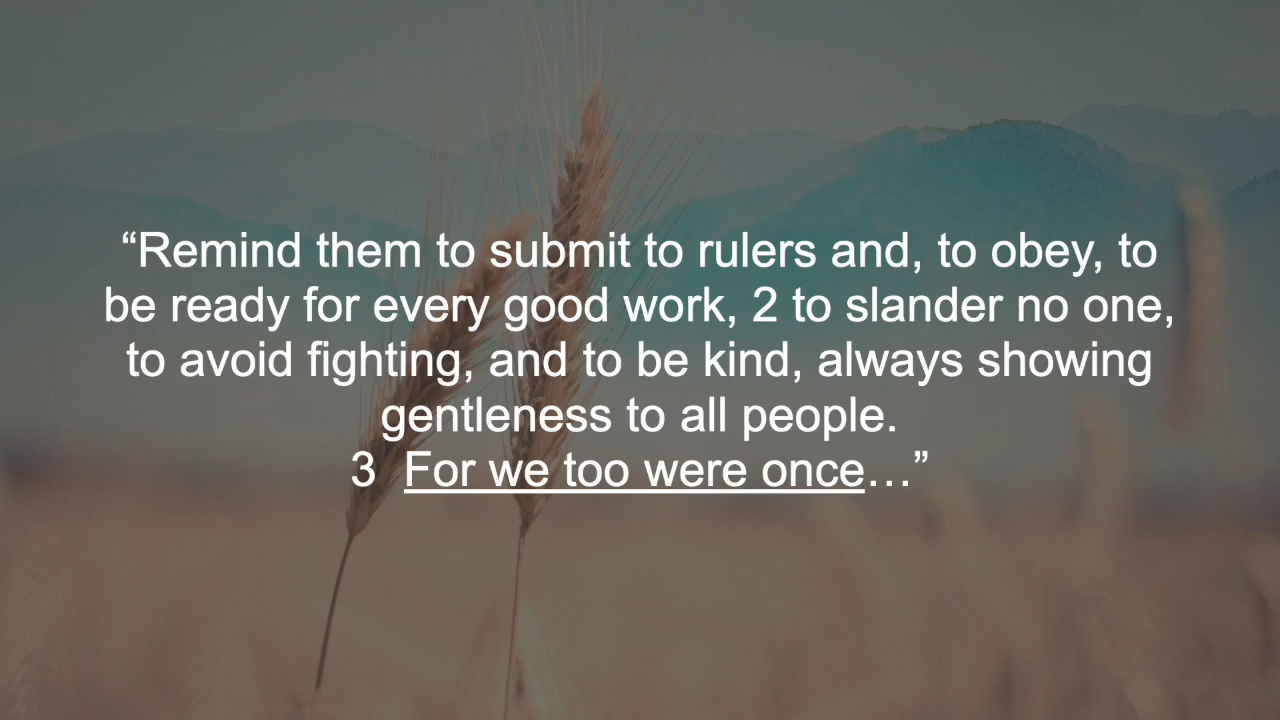 “Remind them to submit to rulers and, to obey, to
be ready for every good work, 2 to slander no one,
to avoid fighting, and to be kind, always showing
gentleness to all people.
3  For we too were once…”